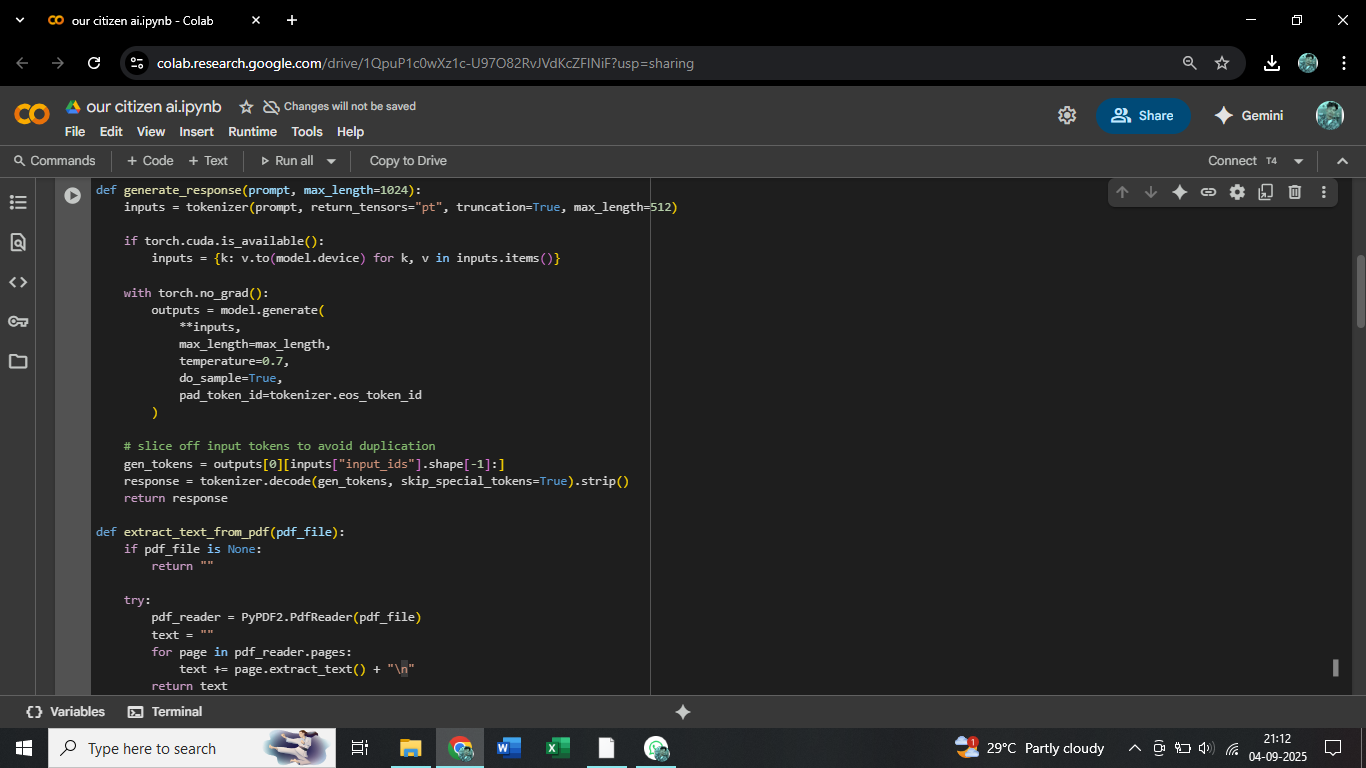 our citizen ai.ipynb - Colab
colab.research.google.com/drive/1QpuP1c0wXz1c-U97O82RvJVdKcZFlNiF?usp=sharing
our citizen ai.ipynb
Changes will not be saved
File Edit View Insert Runtime Tools Help
Share
Gemini
Commands + Code + Text Run all Copy to Drive
Connect T4
def generate_response(prompt, max_length=1024):
    inputs = tokenizer(prompt, return_tensors="pt", truncation=True, max_length=512)
    if torch.cuda.is_available():
        inputs = {k: v.to(model.device) for k, v in inputs.items()}
    with torch.no_grad():
        outputs = model.generate(
            **inputs,
            max_length=max_length,
            temperature=0.7,
            do_sample=True,
            pad_token_id=tokenizer.eos_token_id
        )
    # slice off input tokens to avoid duplication
    gen_tokens = outputs[0][inputs["input_ids"].shape[-1]:]
    response = tokenizer.decode(gen_tokens, skip_special_tokens=True).strip()
    return response
def extract_text_from_pdf(pdf_file):
    if pdf_file is None:
        return ""
    try:
        pdf_reader = PyPDF2.PdfReader(pdf_file)
        text = ""
        for page in pdf_reader.pages:
            text += page.extract_text() + "\n"
        return text
Variables Terminal
Type here to search
1
29°C Partly cloudy
21:12
04-09-2025